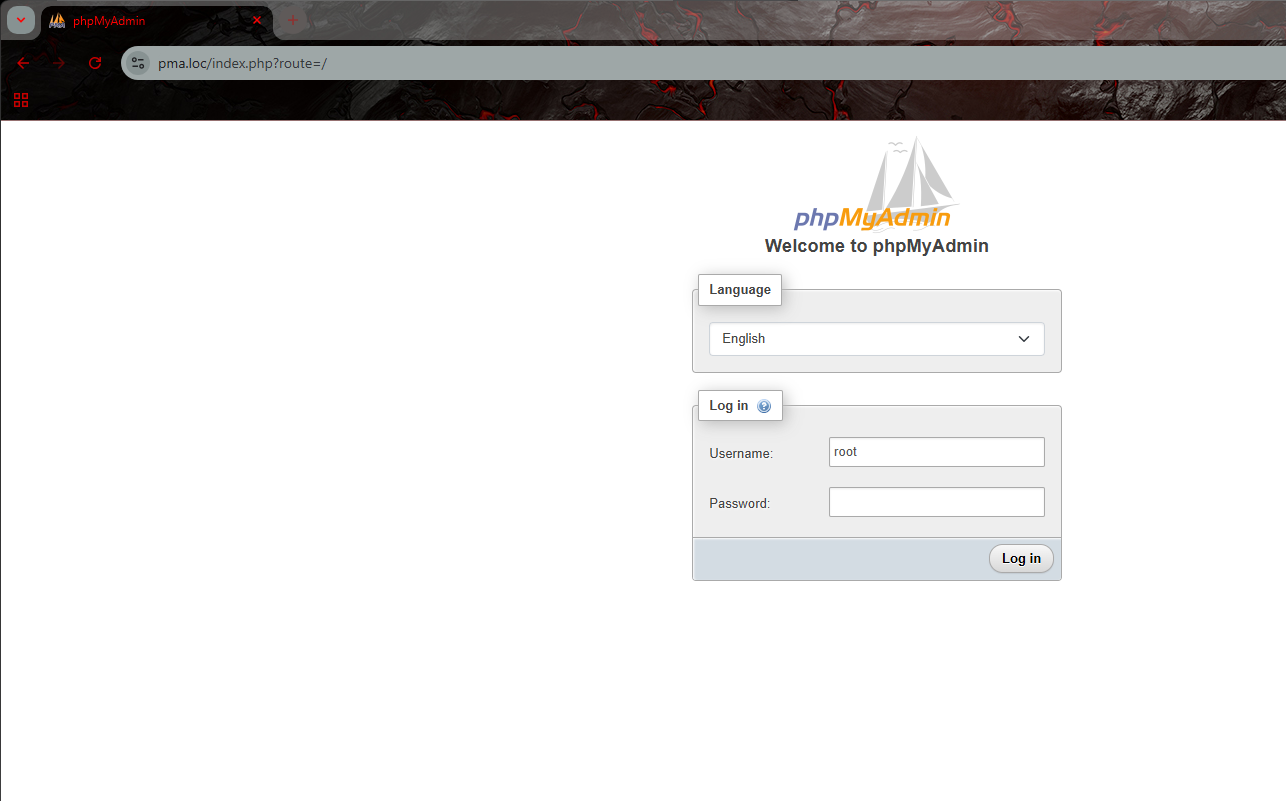 phpMyAdmin
pma.loc/index.php?route=/
phpMyAdmin
Welcome to phpMyAdmin
Language
English
Log in
Username: root
Password:
Log in